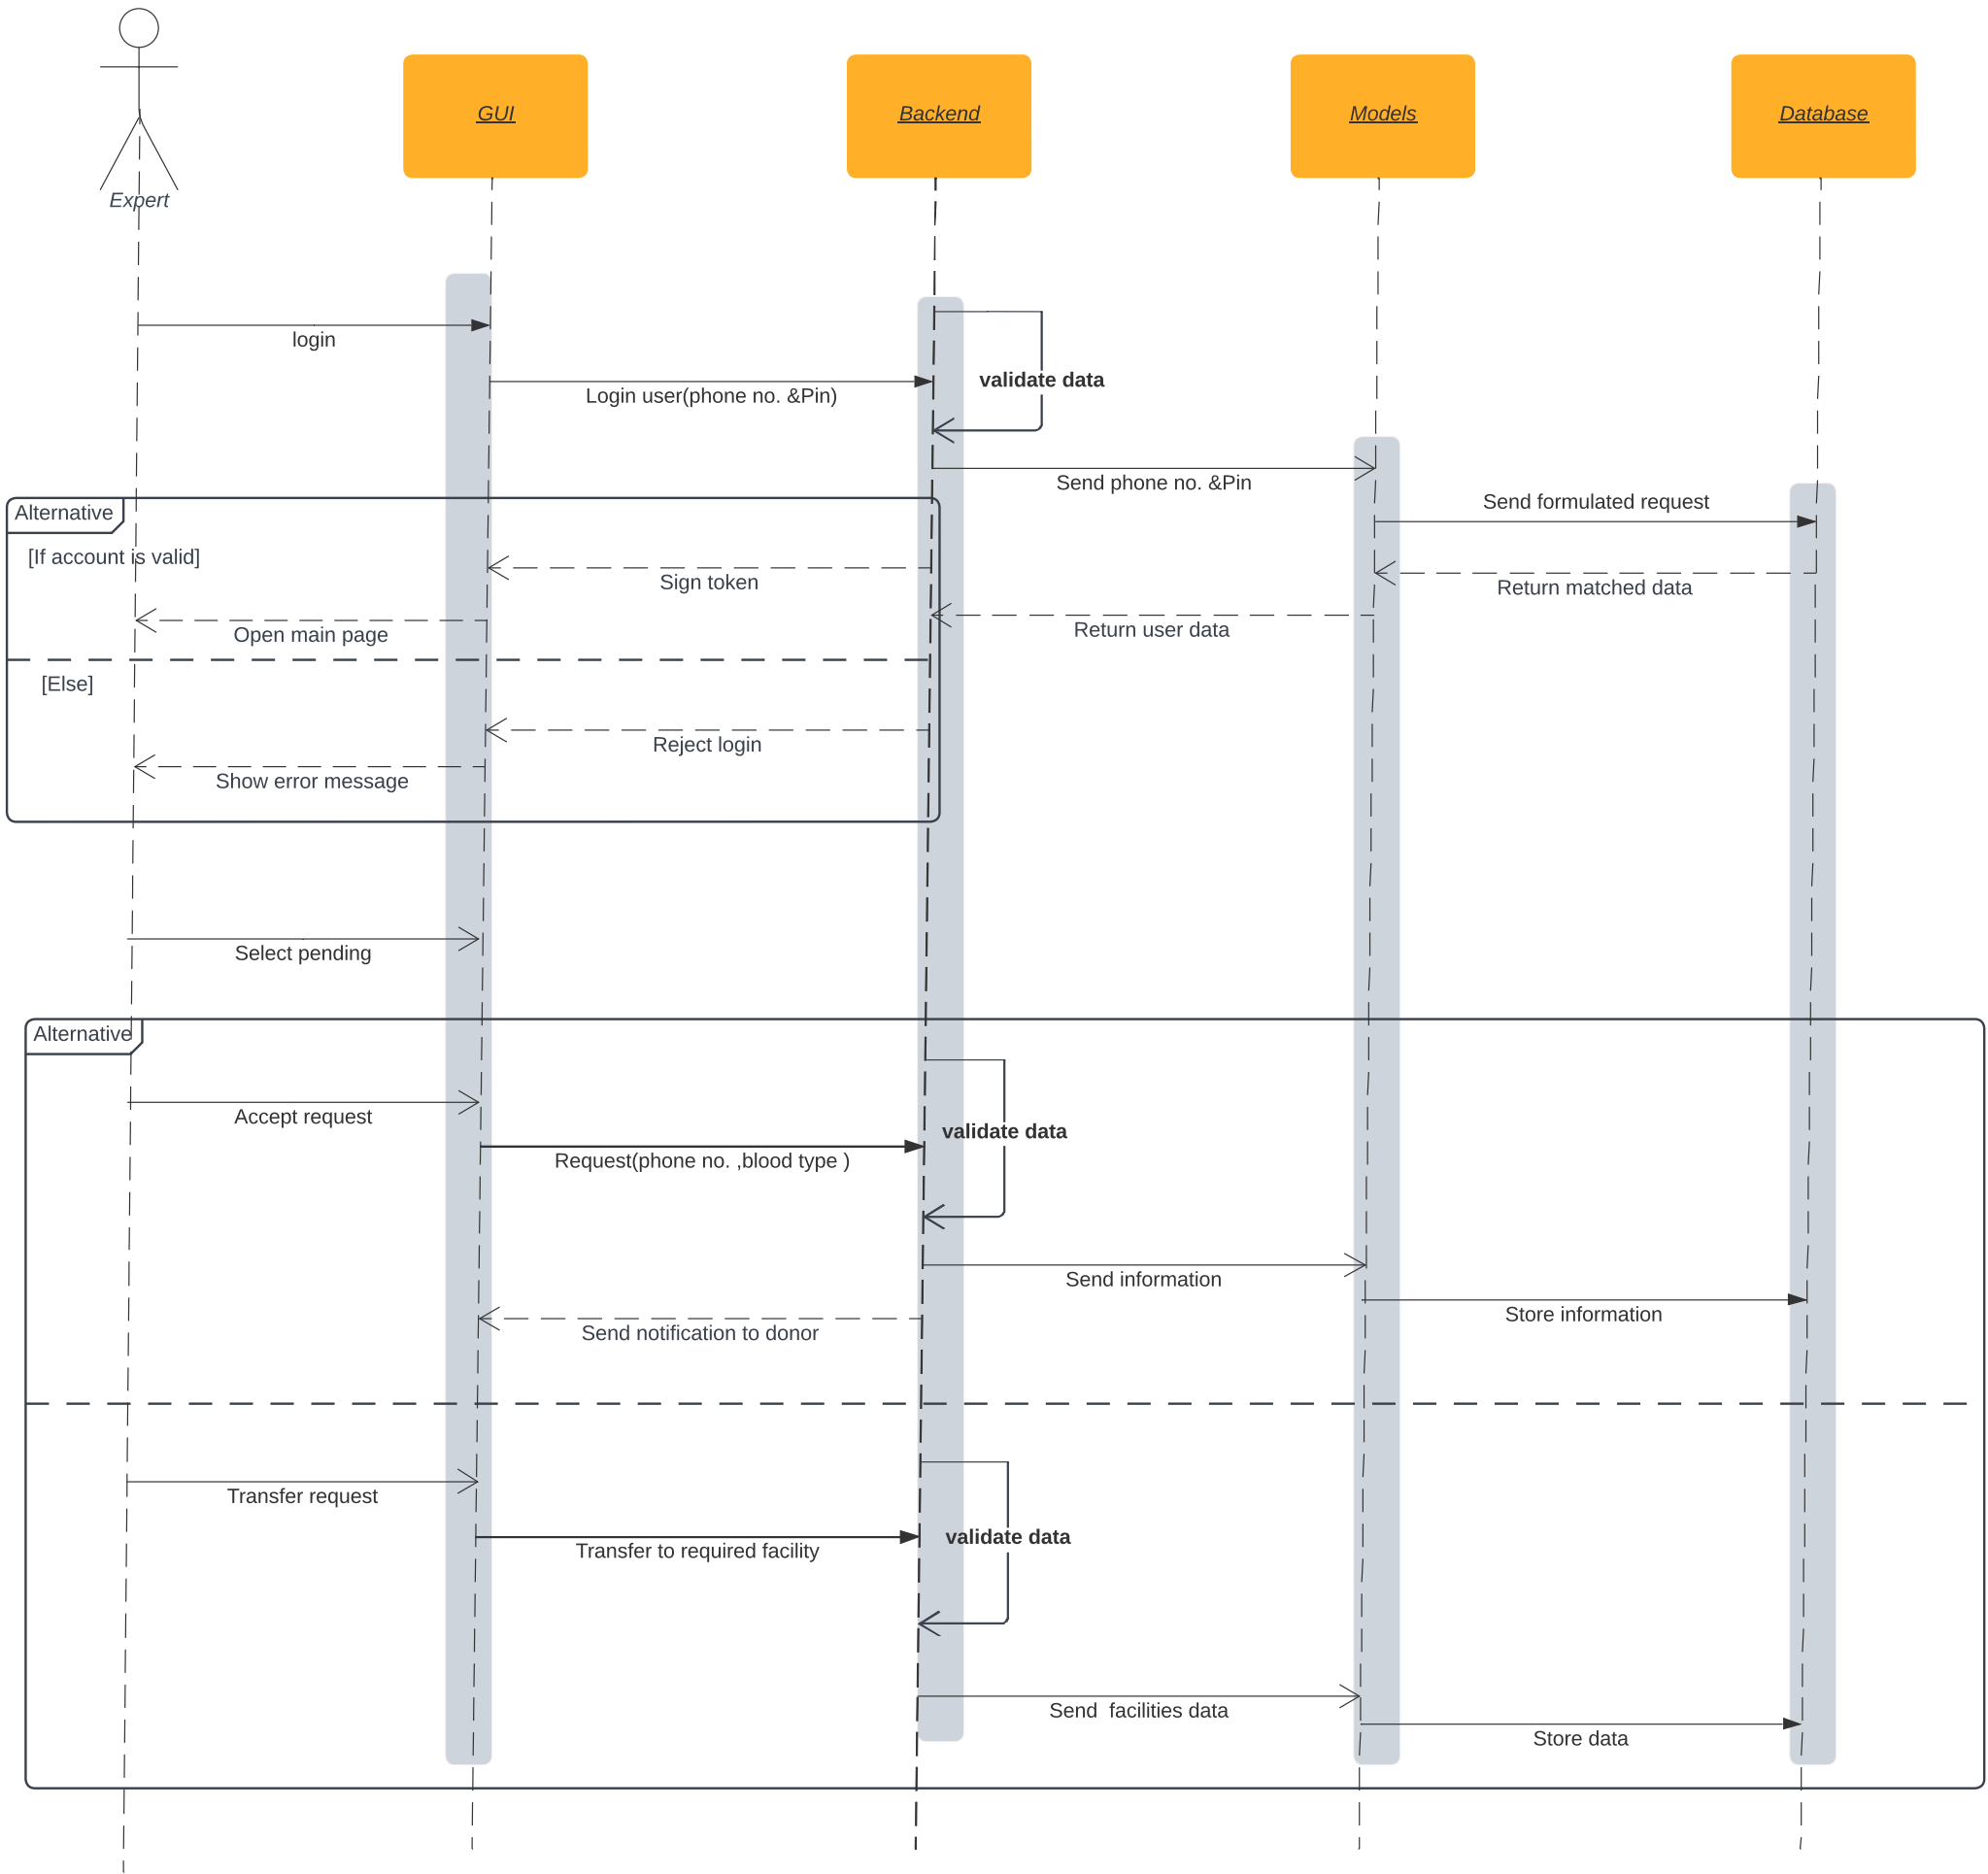 GUI
Backend
Models
Database
Expert
login
validate data
Login user(phone no. &Pin)
Send phone no. &Pin
Alternative
Send formulated request
[If account is valid]
Sign token
Return matched data
Open main page
Return user data
[Else]
Reject login
Show error message
Select pending
Alternative
Accept request
validate data
Request(phone no. ,blood type )
Send information
Store information
Send notification to donor
Transfer request
validate data
Transfer to required facility
Send  facilities data
Store data